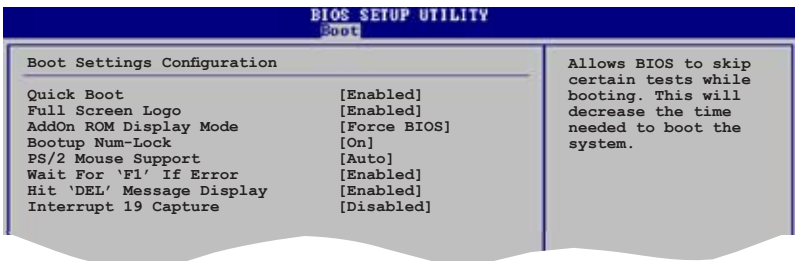 BIOS SETUP UTILITY
Boot
Boot Settings Configuration
Quick Boot [Enabled]
Full Screen Logo [Enabled]
AddOn ROM Display Mode [Force BIOS]
Bootup Num-Lock [On]
PS/2 Mouse Support [Auto]
Wait For ‘F1’ If Error [Enabled]
Hit ‘DEL’ Message Display [Enabled]
Interrupt 19 Capture [Disabled]
Allows BIOS to skip
certain tests while
booting. This will
decrease the time
needed to boot the
system.